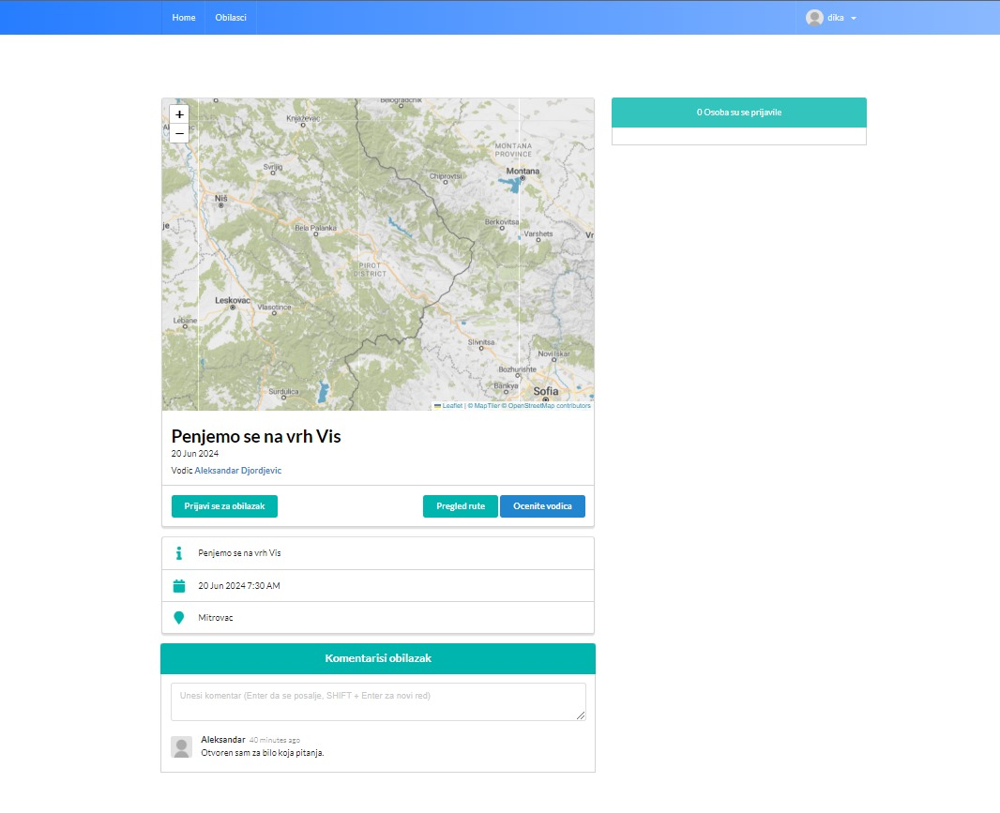 Home
Obilasci
dika
+
−
Belogradchik
Knjaževac
MONTANA
PROVINCE
Svrljig
Chiprovtsi
Montana
Niš
Berkovitsa
Bela Palanka
Varshets
PIROT
DISTRICT
Leskovac
Vlasotince
Lebane
Slivnitsa
Novi Iskar
Bozhurishte
Bankya
Surdulica
Sofia
Leaflet | © MapTiler © OpenStreetMap contributors
0 Osoba su se prijavile
Penjemo se na vrh Vis
20 Jun 2024
Vodic Aleksandar Djordjevic
Prijavi se za obilazak
Pregled rute
Ocenite vodica
Penjemo se na vrh Vis
20 Jun 2024 7:30 AM
Mitrovac
Komentarisi obilazak
Unesi komentar (Enter da se posalje, SHIFT + Enter za novi red)
Aleksandar 40 minutes ago
Otvoren sam za bilo koja pitanja.